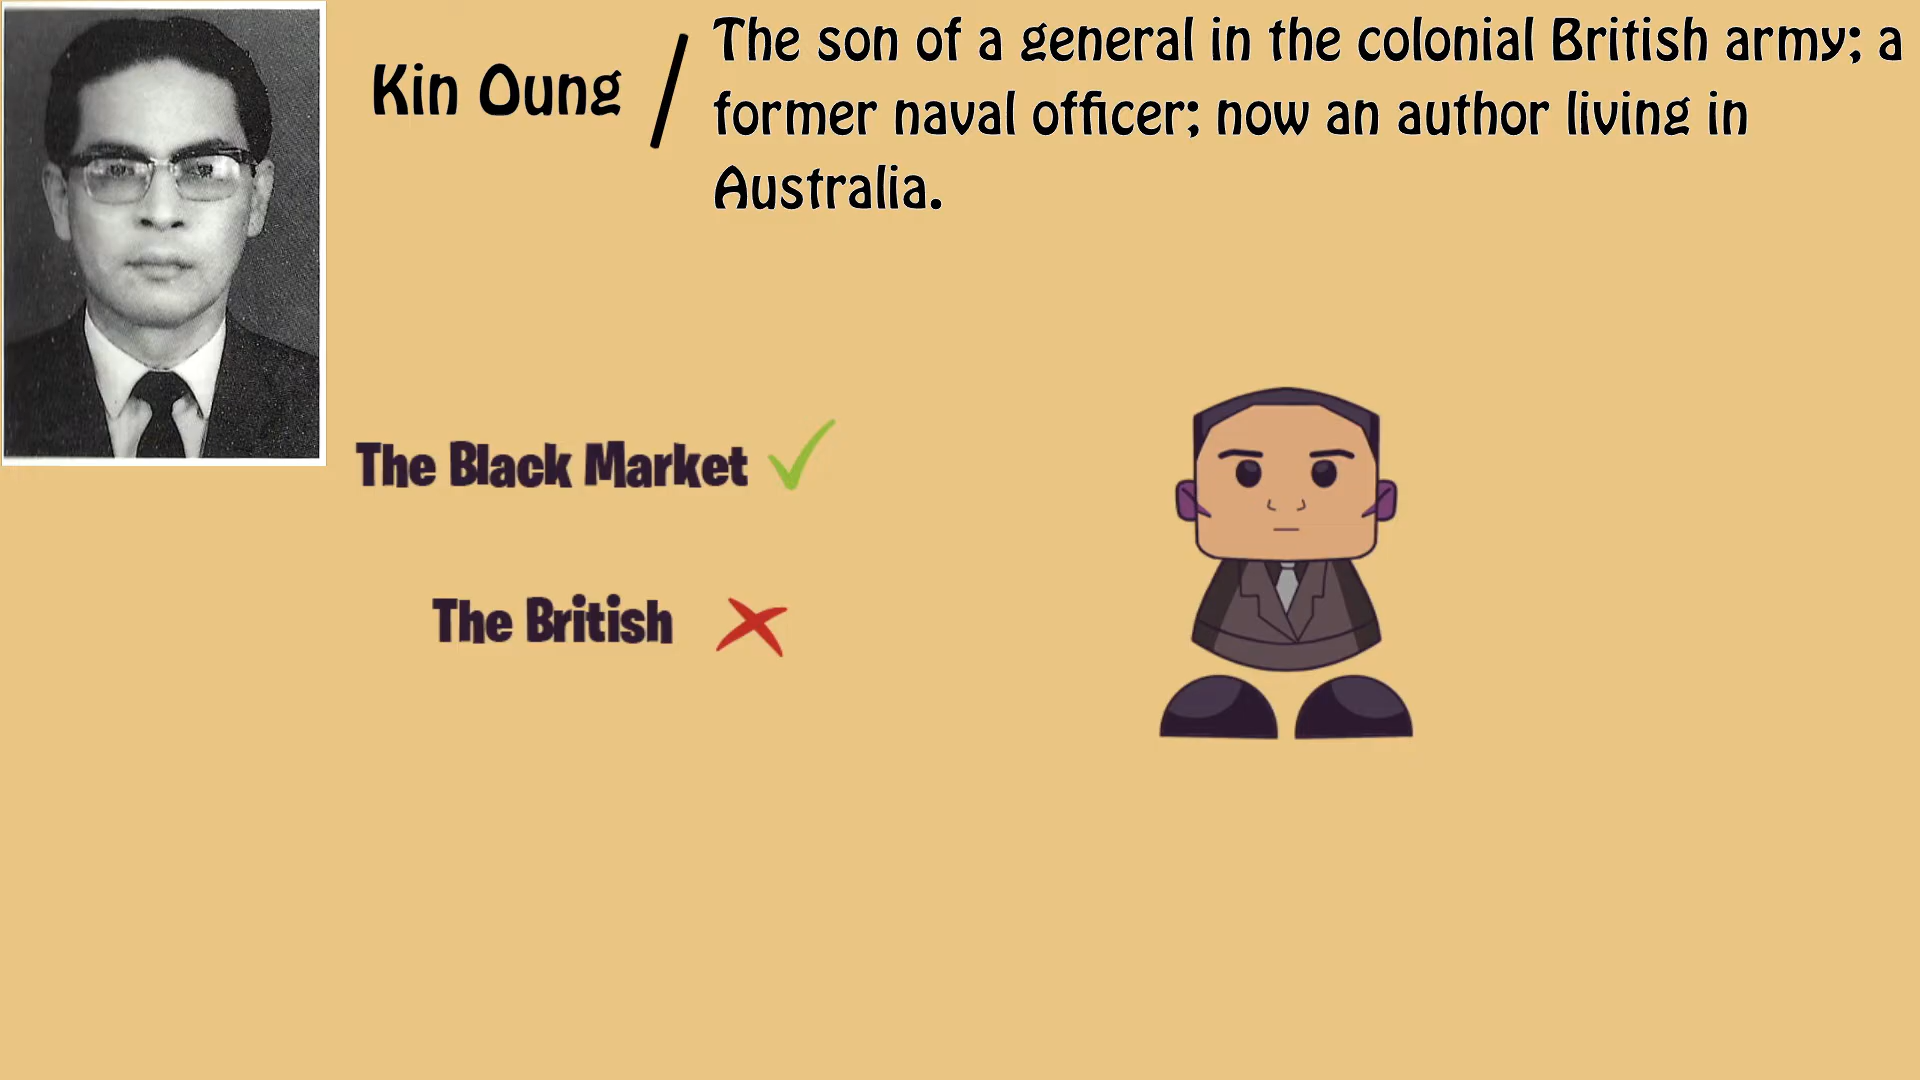 Kin Oung /
The son of a general in the colonial British army; a
former naval officer; now an author living in
Australia.
The Black Market
The British